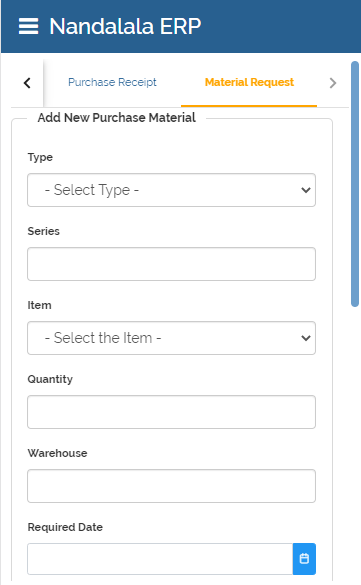 Nandalala ERP
Purchase Receipt
Material Request
Add New Purchase Material
Type
- Select Type -
Series
Item
- Select the Item -
Quantity
Warehouse
Required Date